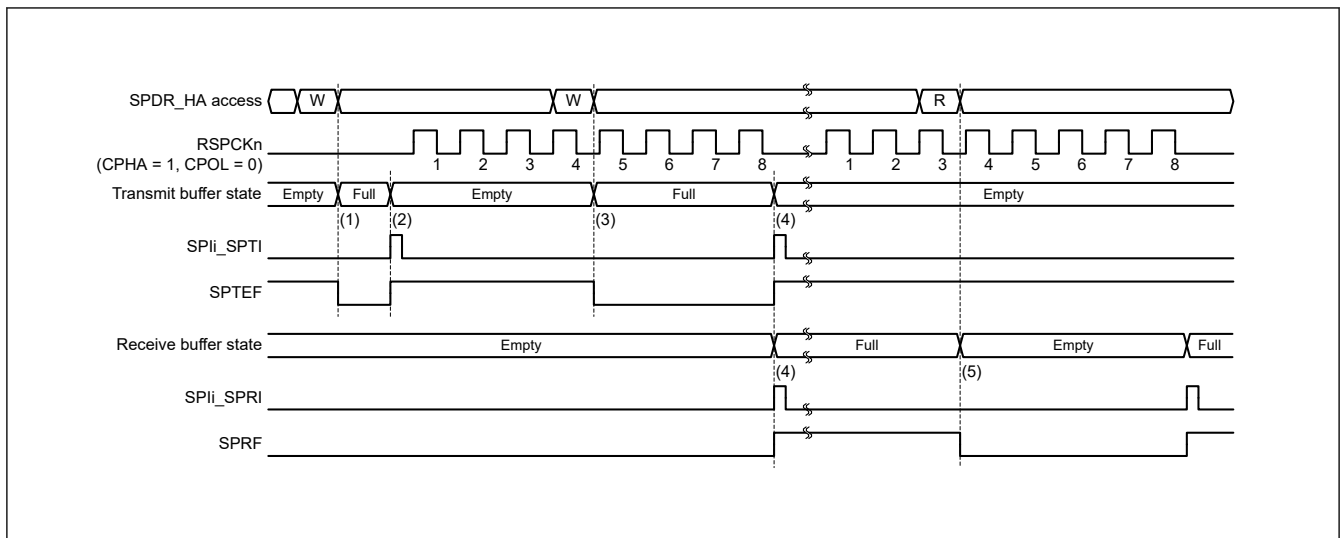 SPDR_HA access W W R
RSPCKn
(CPHA = 1, CPOL = 0) 1 2 3 4 5 6 7 8 1 2 3 4 5 6 7 8
Transmit buffer state Empty Full Empty Full Empty
(1) (2) (3) (4)
SPIi_SPTI
SPTEF
Receive buffer state Empty Full Empty Full
(4) (5)
SPIi_SPRI
SPRF